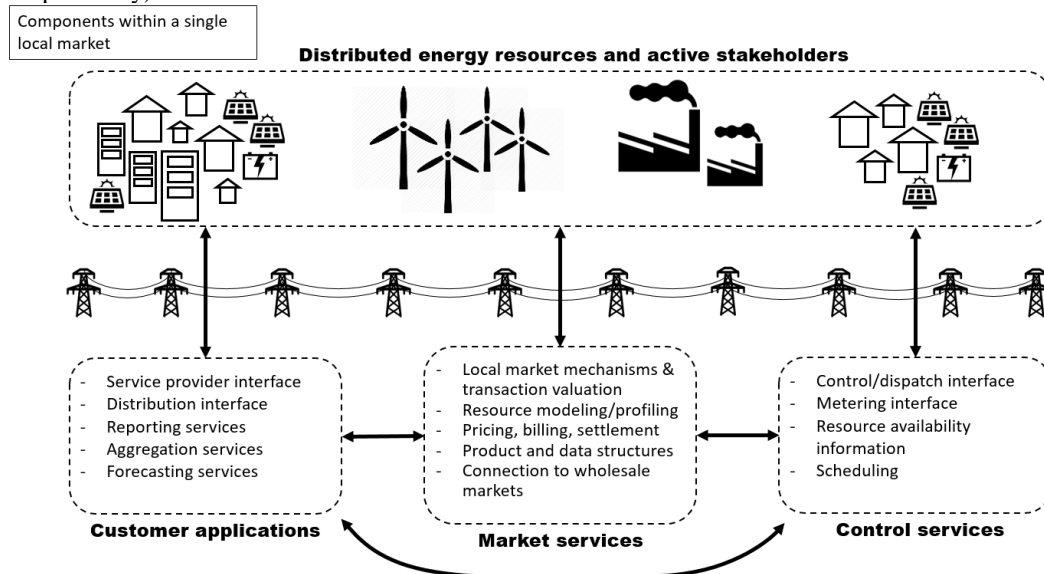 Components within a single
local market
Distributed energy resources and active stakeholders
- Service provider interface
- Distribution interface
- Reporting services
- Aggregation services
- Forecasting services
Customer applications
- Local market mechanisms &
transaction valuation
- Resource modeling/profiling
- Pricing, billing, settlement
- Product and data structures
- Connection to wholesale
markets
Market services
- Control/dispatch interface
- Metering interface
- Resource availability
information
- Scheduling
Control services